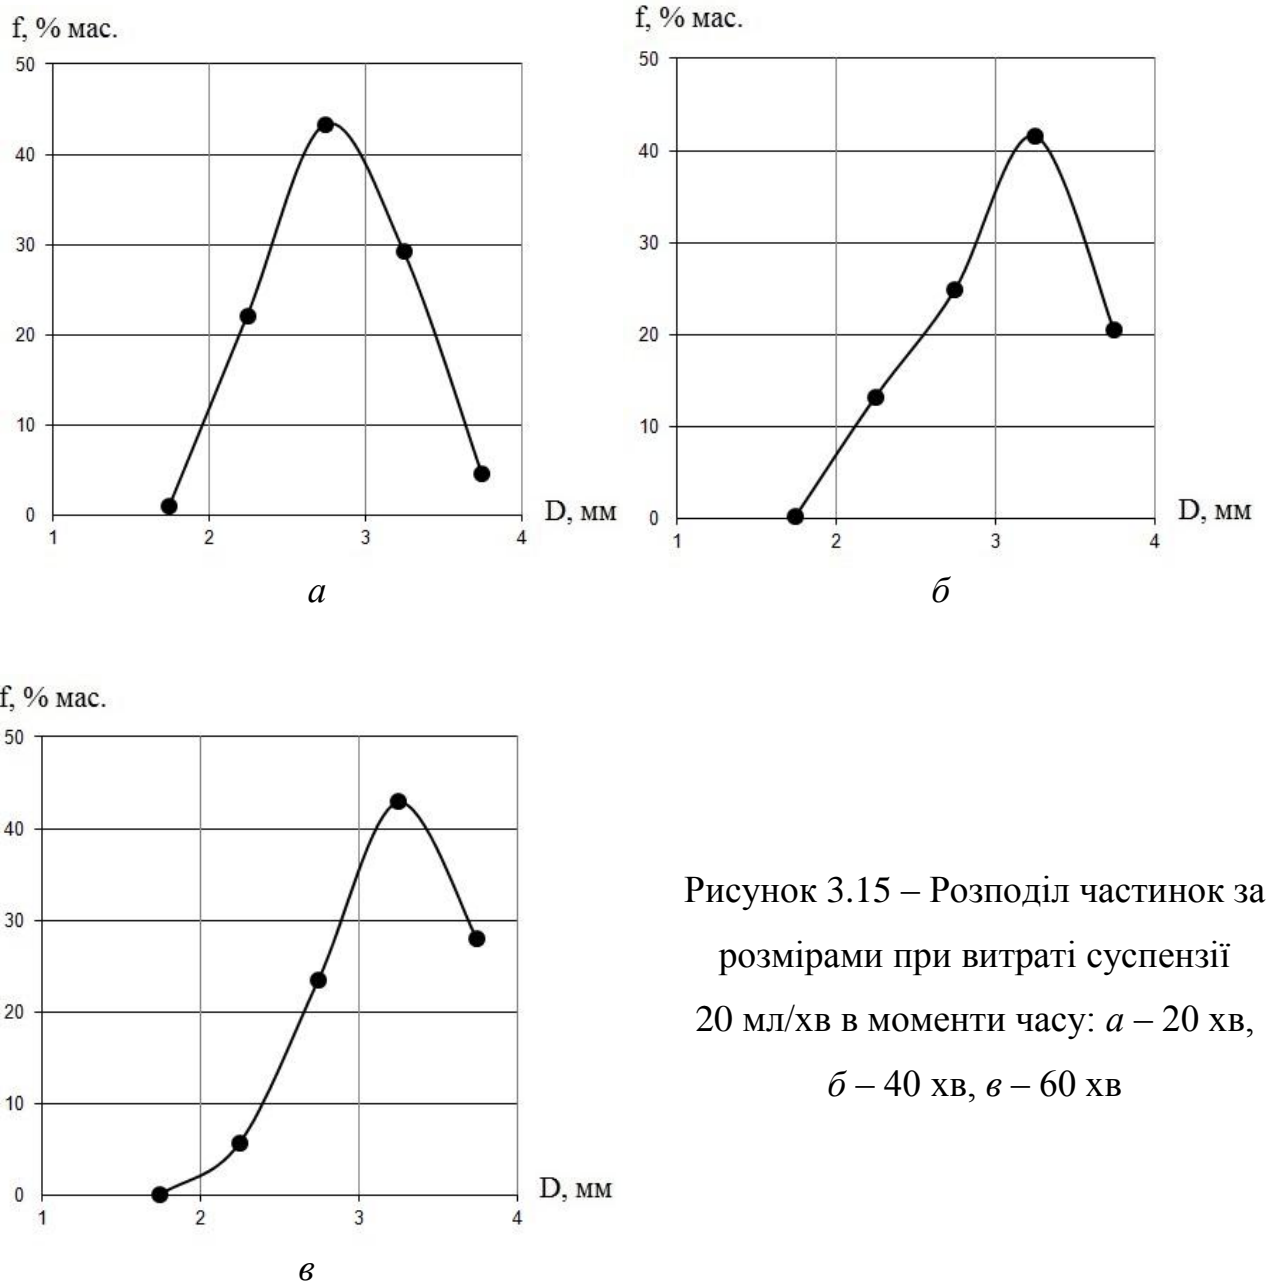 f, % мас.
50
40
30
20
10
0
1
2
3
4
D, мм
а
f, % мас.
50
40
30
20
10
0
1
2
3
4
D, мм
б
f, % мас.
50
40
30
20
10
0
1
2
3
4
D, мм
в
Рисунок 3.15 – Розподіл частинок за
розмірами при витраті суспензії
20 мл/хв в моменти часу: а – 20 хв,
б – 40 хв, в – 60 хв